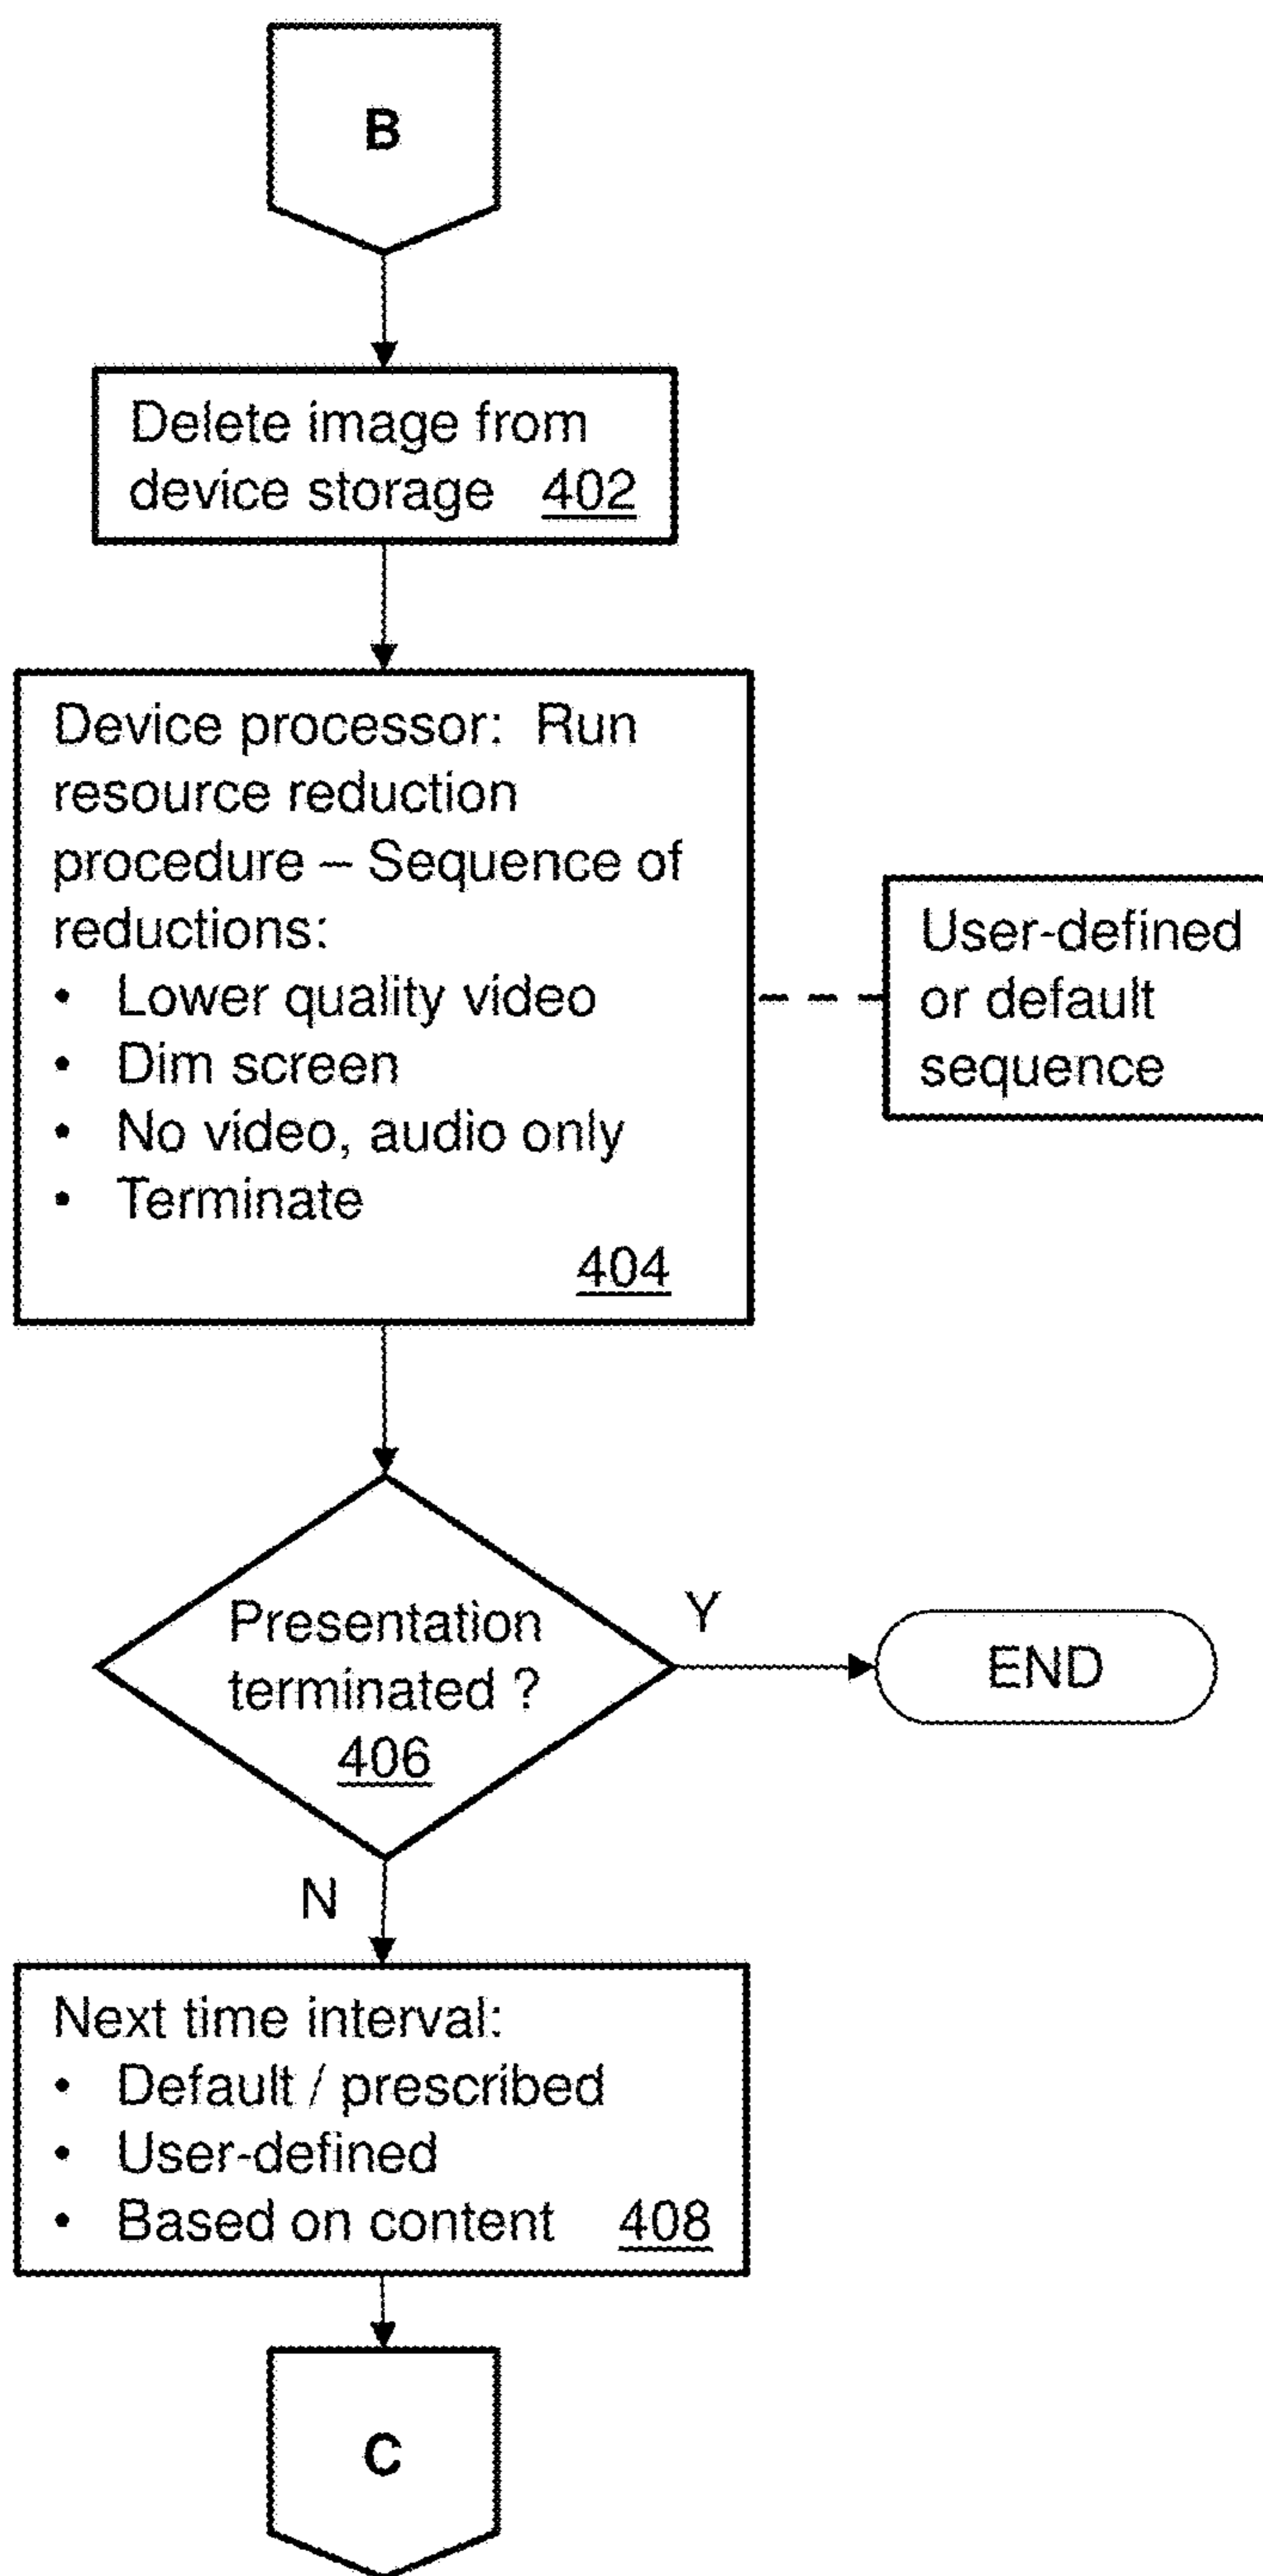 B
Delete image from
device storage 402
Device processor: Run
resource reduction
procedure – Sequence of
reductions:
• Lower quality video
• Dim screen
• No video, audio only
• Terminate
404
User-defined
or default
sequence
Presentation
terminated ?
406
Y
END
N
Next time interval:
• Default / prescribed
• User-defined
• Based on content 408
C